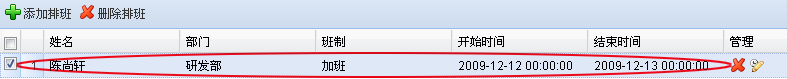 添加排班 删除排班
姓名 部门 班制 开始时间 结束时间 管理
1 陈尚轩 研发部 加班 2009-12-12 00:00:00 2009-12-13 00:00:00